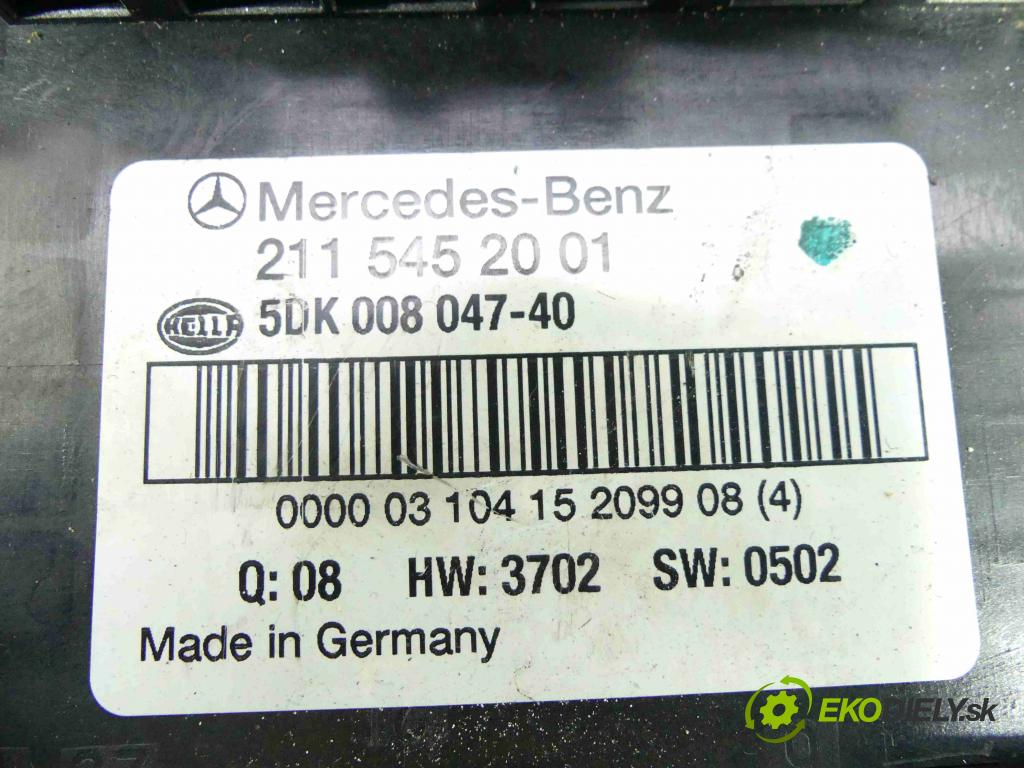 Mercedes-Benz
211 545 20 01
HELLA 5DK 008 047-40
0000 03 104 15 2099 08 (4)
Q: 08 HW: 3702 SW: 0502
Made in Germany
EKODIELY.sk